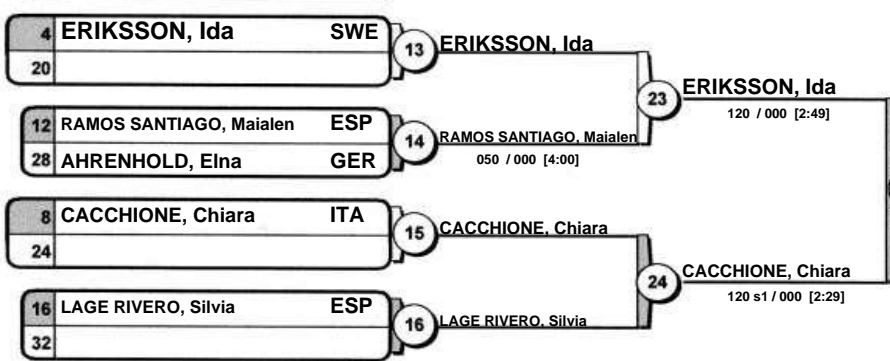 4 ERIKSSON, Ida SWE
20
13
ERIKSSON, Ida
12 RAMOS SANTIAGO, Maialen ESP
28 AHRENHOLD, Elna GER
14
RAMOS SANTIAGO, Maialen
050 / 000 [4:00]
23
ERIKSSON, Ida
120 / 000 [2:49]
8 CACCHIONE, Chiara ITA
24
15
CACCHIONE, Chiara
16 LAGE RIVERO, Silvia ESP
32
16
LAGE RIVERO, Silvia
24
CACCHIONE, Chiara
120 s1 / 000 [2:29]